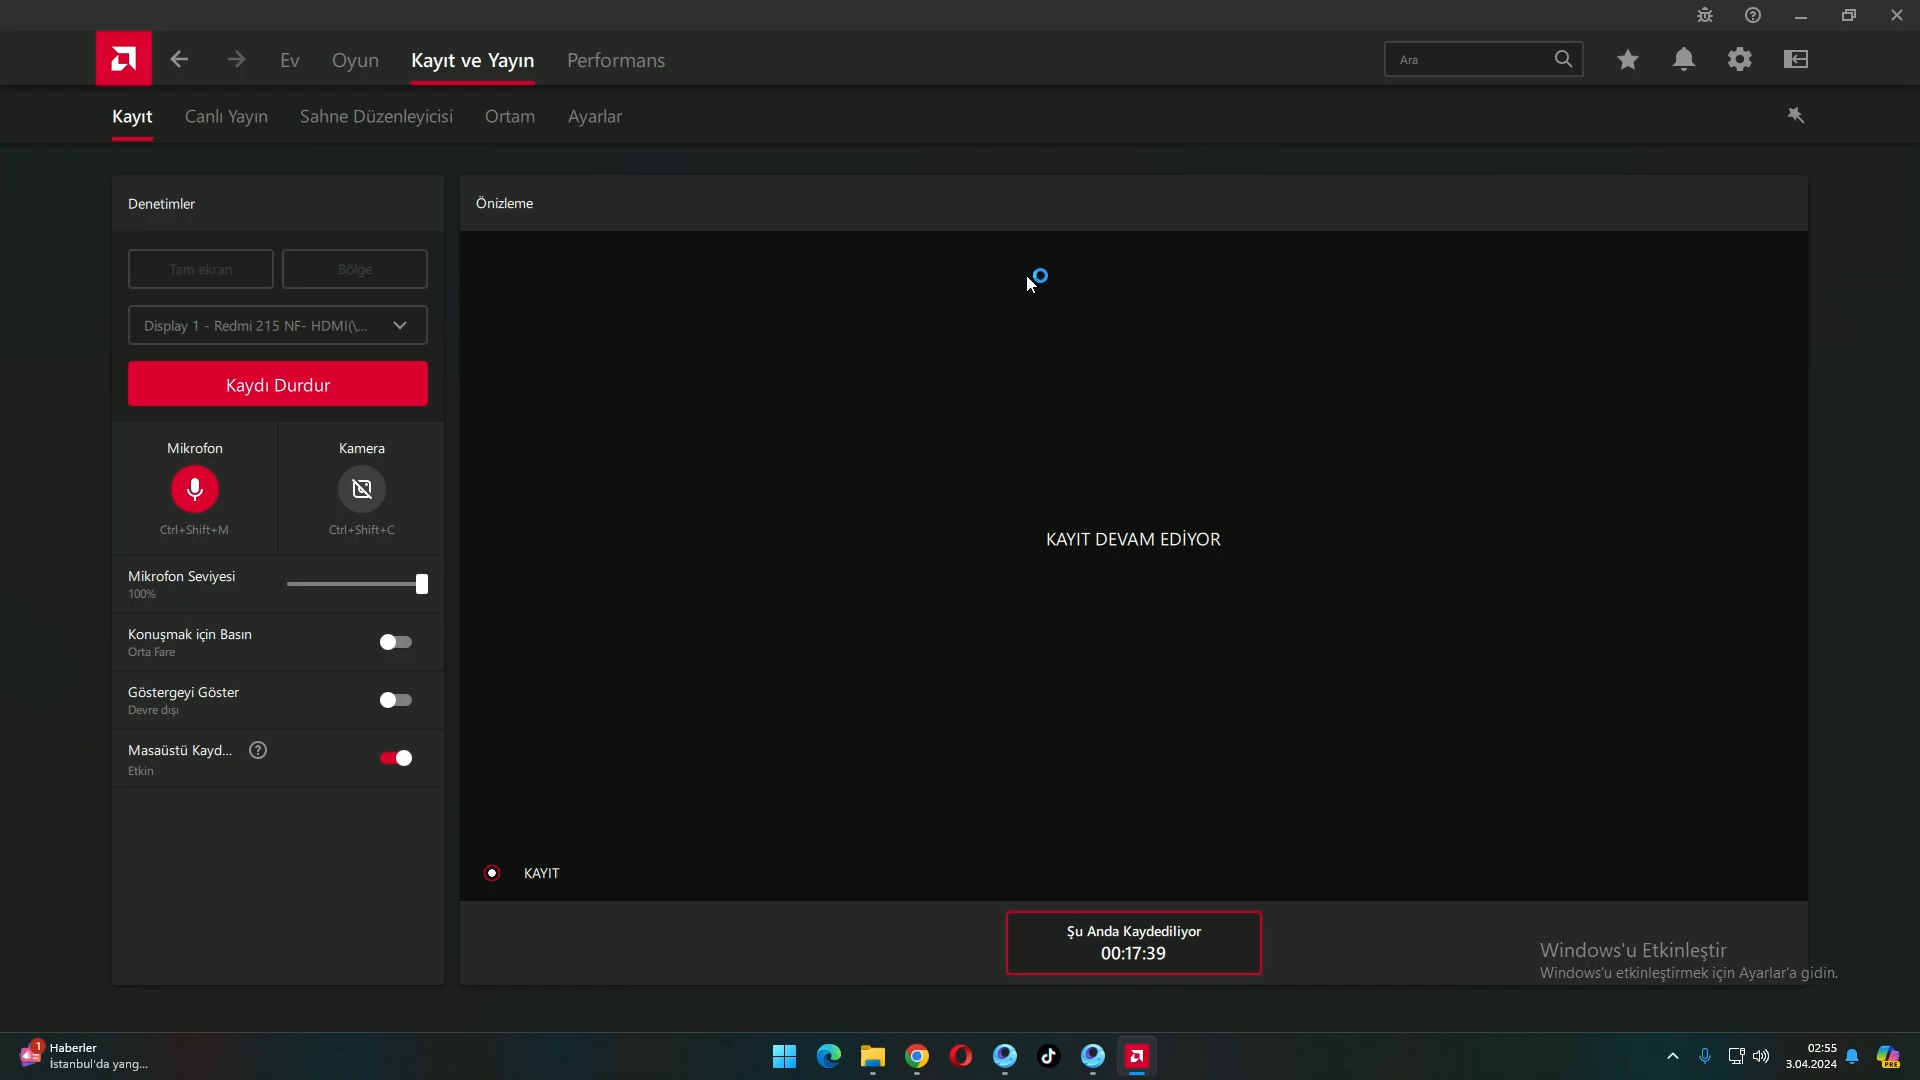 Ev
Oyun
Kayıt ve Yayın
Performans
Ara
Kayıt
Canlı Yayın
Sahne Düzenleyicisi
Ortam
Ayarlar
Denetimler
Tam ekran
Bölge
Display 1 - Redmi 215 NF- HDMI(\...
Kaydı Durdur
Mikrofon
Kamera
Ctrl+Shift+M
Ctrl+Shift+C
Mikrofon Seviyesi
100%
Konuşmak için Basın
Orta Fare
Göstergeyi Göster
Devre dışı
Masaüstü Kayd...
Etkin
Önizleme
KAYIT DEVAM EDİYOR
KAYIT
Şu Anda Kaydediliyor
00:17:39
Windows'u Etkinleştir
Windows'u etkinleştirmek için Ayarlar'a gidin.
1
Haberler
İstanbul'da yang...
02:55
3.04.2024
PRE